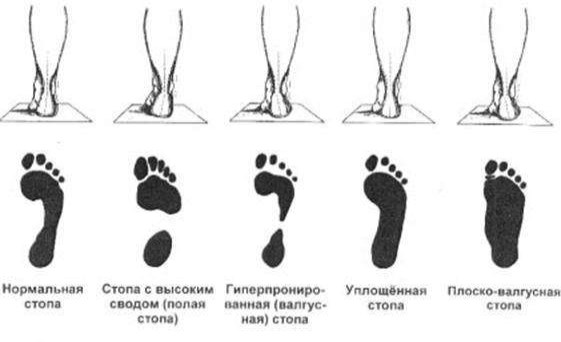 Нормальная
стопа
Стопа с высоким
сводом (полая
стопа)
Гиперпрониро-
ванная (валгус-
ная) стопа
Уплощённая
стопа
Плоско-валгусная
стопа